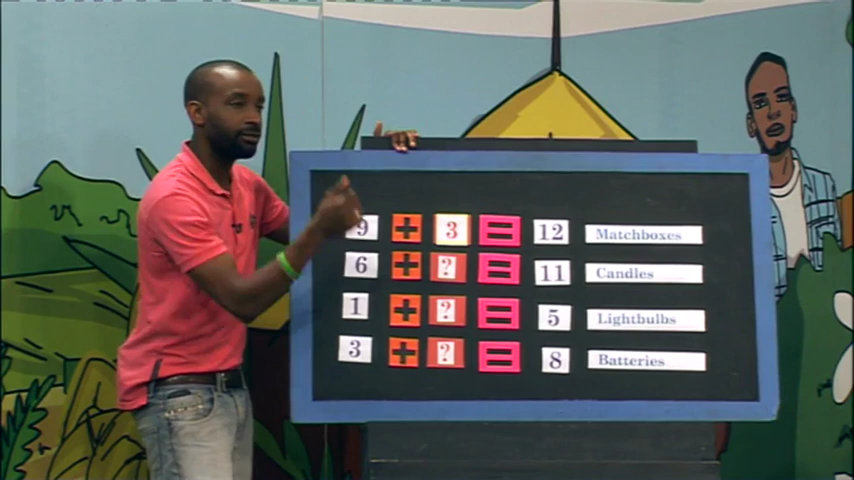 9 + 3 = 12 Matchboxes
6 + ? = 11 Candles
1 + ? = 5 Lightbulbs
3 + ? = 8 Batteries